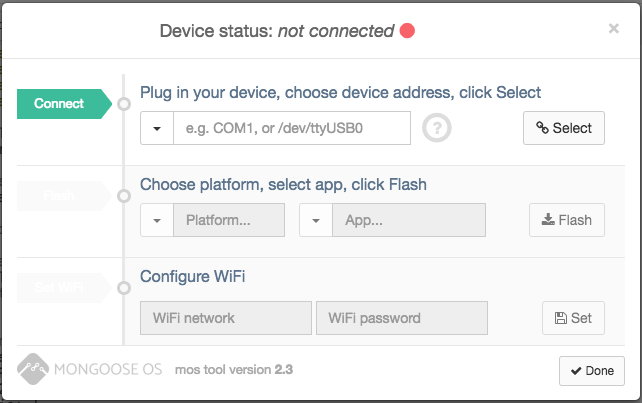 Device status: not connected
×
Connect
Plug in your device, choose device address, click Select
e.g. COM1, or /dev/ttyUSB0
?
Select
Flash
Choose platform, select app, click Flash
Platform...
App...
Flash
Set WiFi
Configure WiFi
WiFi network
WiFi password
Set
MONGOOSE OS
mos tool version 2.3
Done